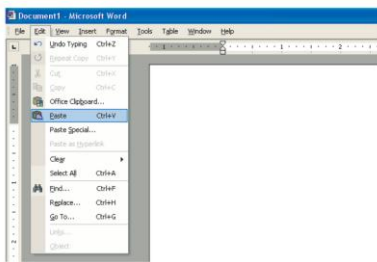 Document1 - Microsoft Word
File Edit View Insert Format Tools Table Window Help
Undo Typing Ctrl+Z
Repeat Copy Ctrl+Y
Cut Ctrl+X
Copy Ctrl+C
Office Clipboard...
Paste Ctrl+V
Paste Special...
Paste as Hyperlink
Clear
Select All Ctrl+A
Find... Ctrl+F
Replace... Ctrl+H
Go To... Ctrl+G
Links...
Object